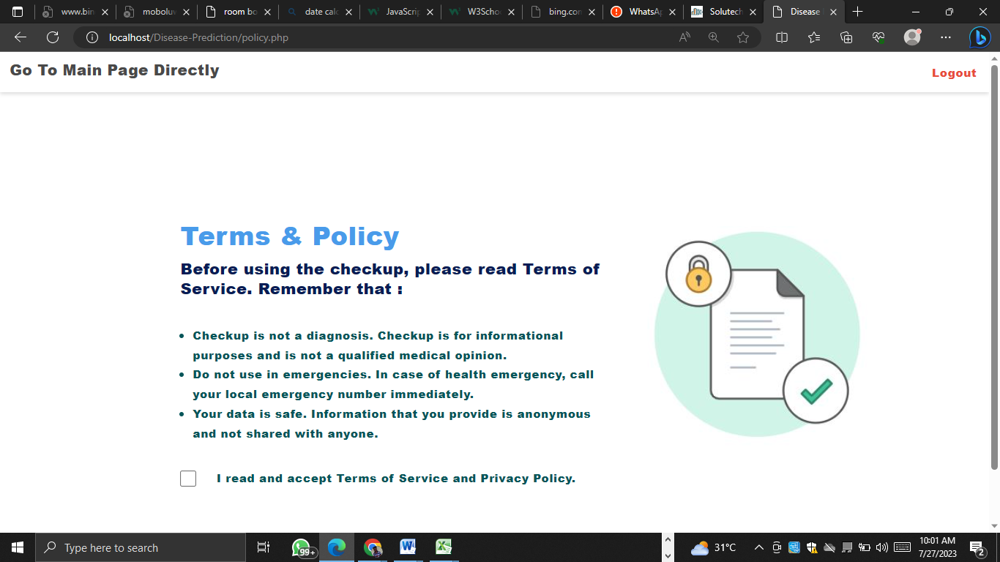 www.bin
moboluv
room bo
date calc
JavaScrip
W3Scho
bing.com
WhatsAp
Solutech
Disease
localhost/Disease-Prediction/policy.php
Go To Main Page Directly
Logout
Terms & Policy
Before using the checkup, please read Terms of
Service. Remember that :
Checkup is not a diagnosis. Checkup is for informational
purposes and is not a qualified medical opinion.
Do not use in emergencies. In case of health emergency, call
your local emergency number immediately.
Your data is safe. Information that you provide is anonymous
and not shared with anyone.
I read and accept Terms of Service and Privacy Policy.
Type here to search
99+
31°C
10:01 AM
7/27/2023
2